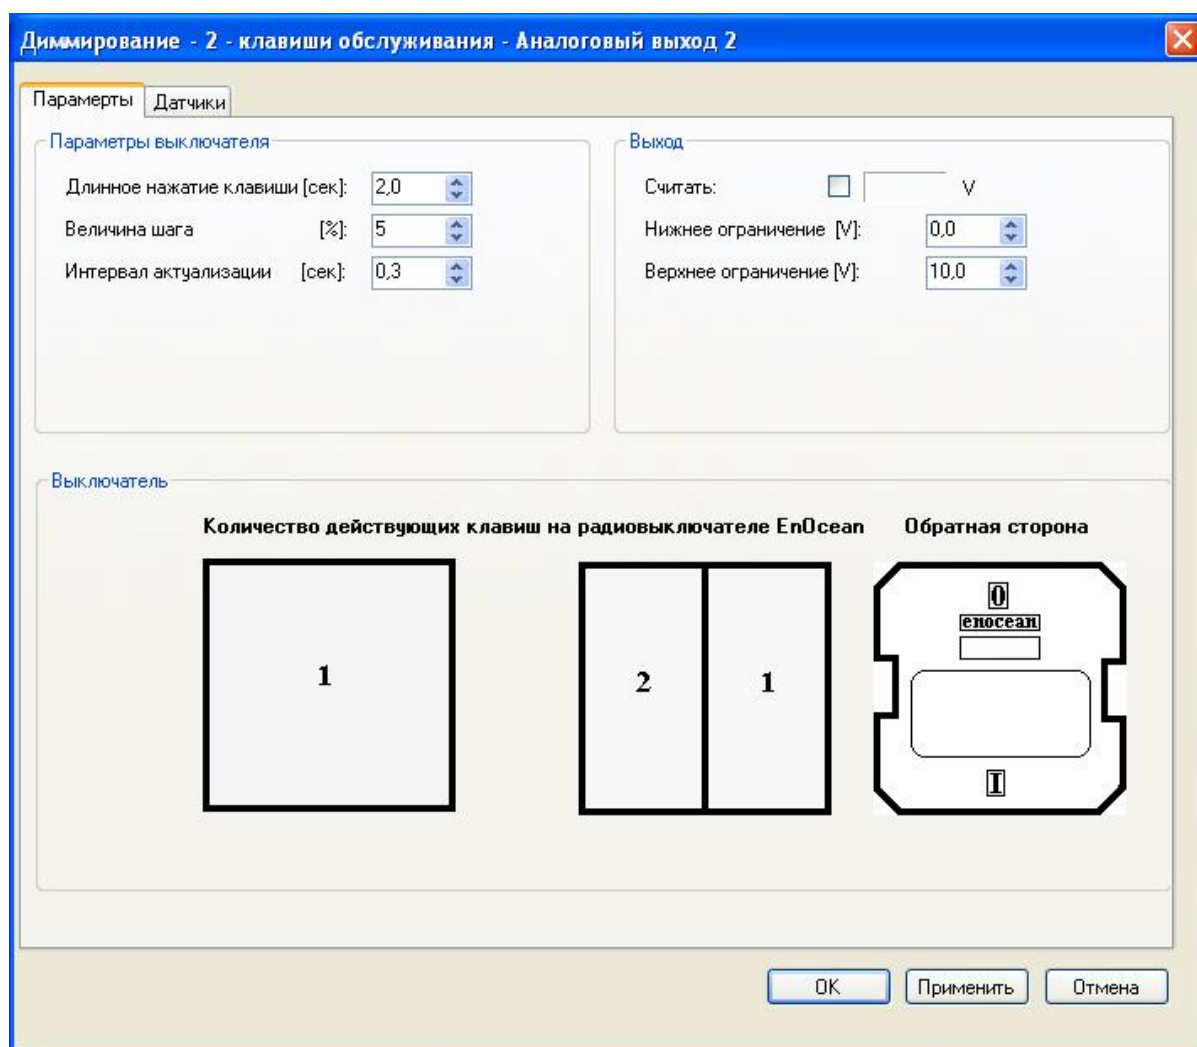 Диммирование - 2 - клавиши обслуживания - Аналоговый выход 2
Парамерты Датчики
Параметры выключателя
Длинное нажатие клавиши [сек]: 2,0
Величина шага [%]: 5
Интервал актуализации [сек]: 0,3
Выход
Считать: V
Нижнее ограничение [V]: 0,0
Верхнее ограничение [V]: 10,0
Выключатель
Количество действующих клавиш на радиовыключателе EnOcean
1
2 1
Обратная сторона
0
enocean
I
OK Применить Отмена